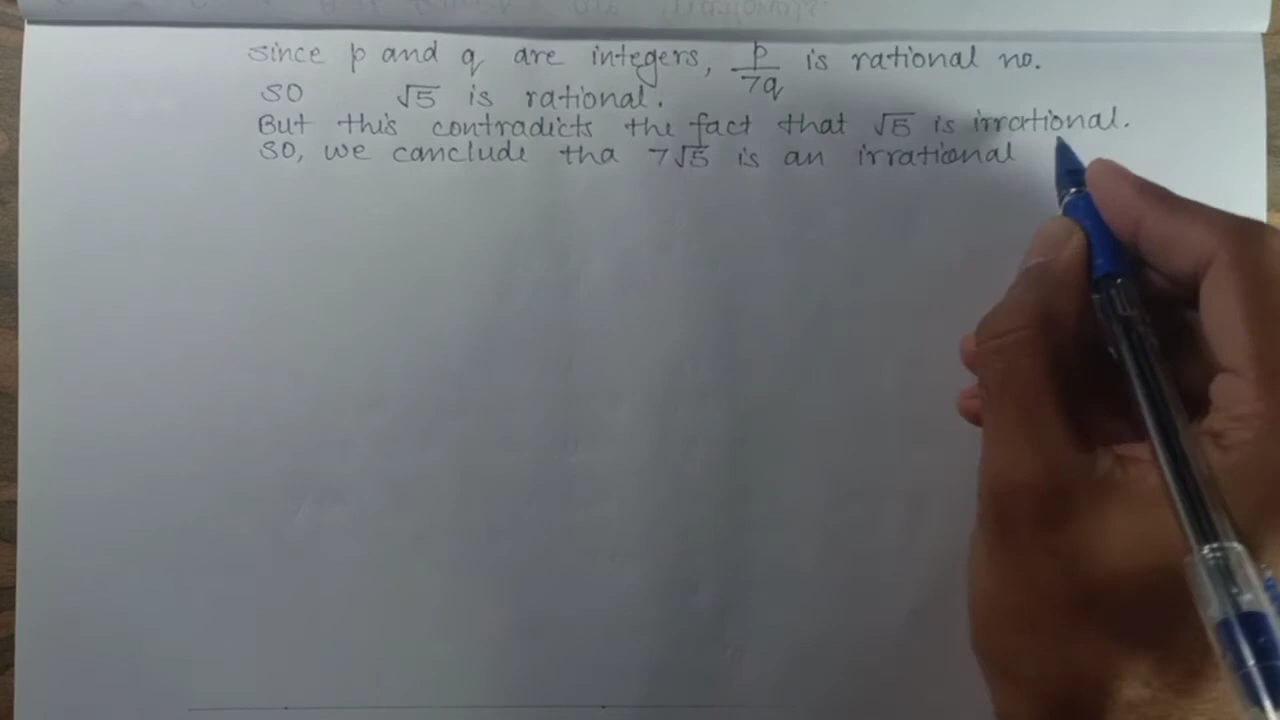 since p and q are integers, p/7q is rational no.
so √5 is rational.
But this contradicts the fact that √5 is irrational.
so, we canclude tha 7√5 is an irrational